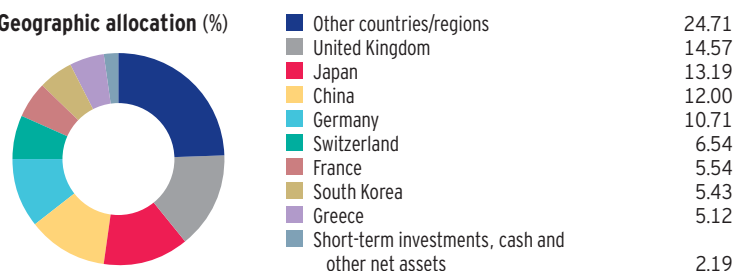 Geographic allocation (%)
Other countries/regions 24.71
United Kingdom 14.57
Japan 13.19
China 12.00
Germany 10.71
Switzerland 6.54
France 5.54
South Korea 5.43
Greece 5.12
Short-term investments, cash and
other net assets 2.19